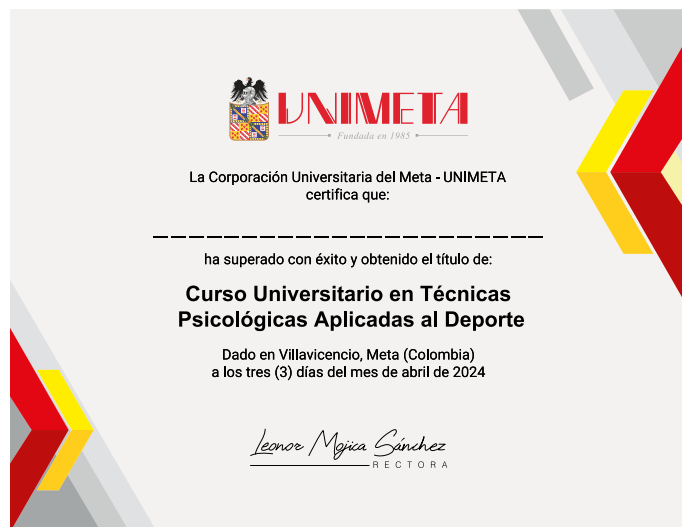 UNIMETA
Fundada en 1985
La Corporación Universitaria del Meta - UNIMETA
certifica que:
ha superado con éxito y obtenido el título de:
Curso Universitario en Técnicas
Psicológicas Aplicadas al Deporte
Dado en Villavicencio, Meta (Colombia)
a los tres (3) días del mes de abril de 2024
Leonor Mojica Sánchez
RECTORA